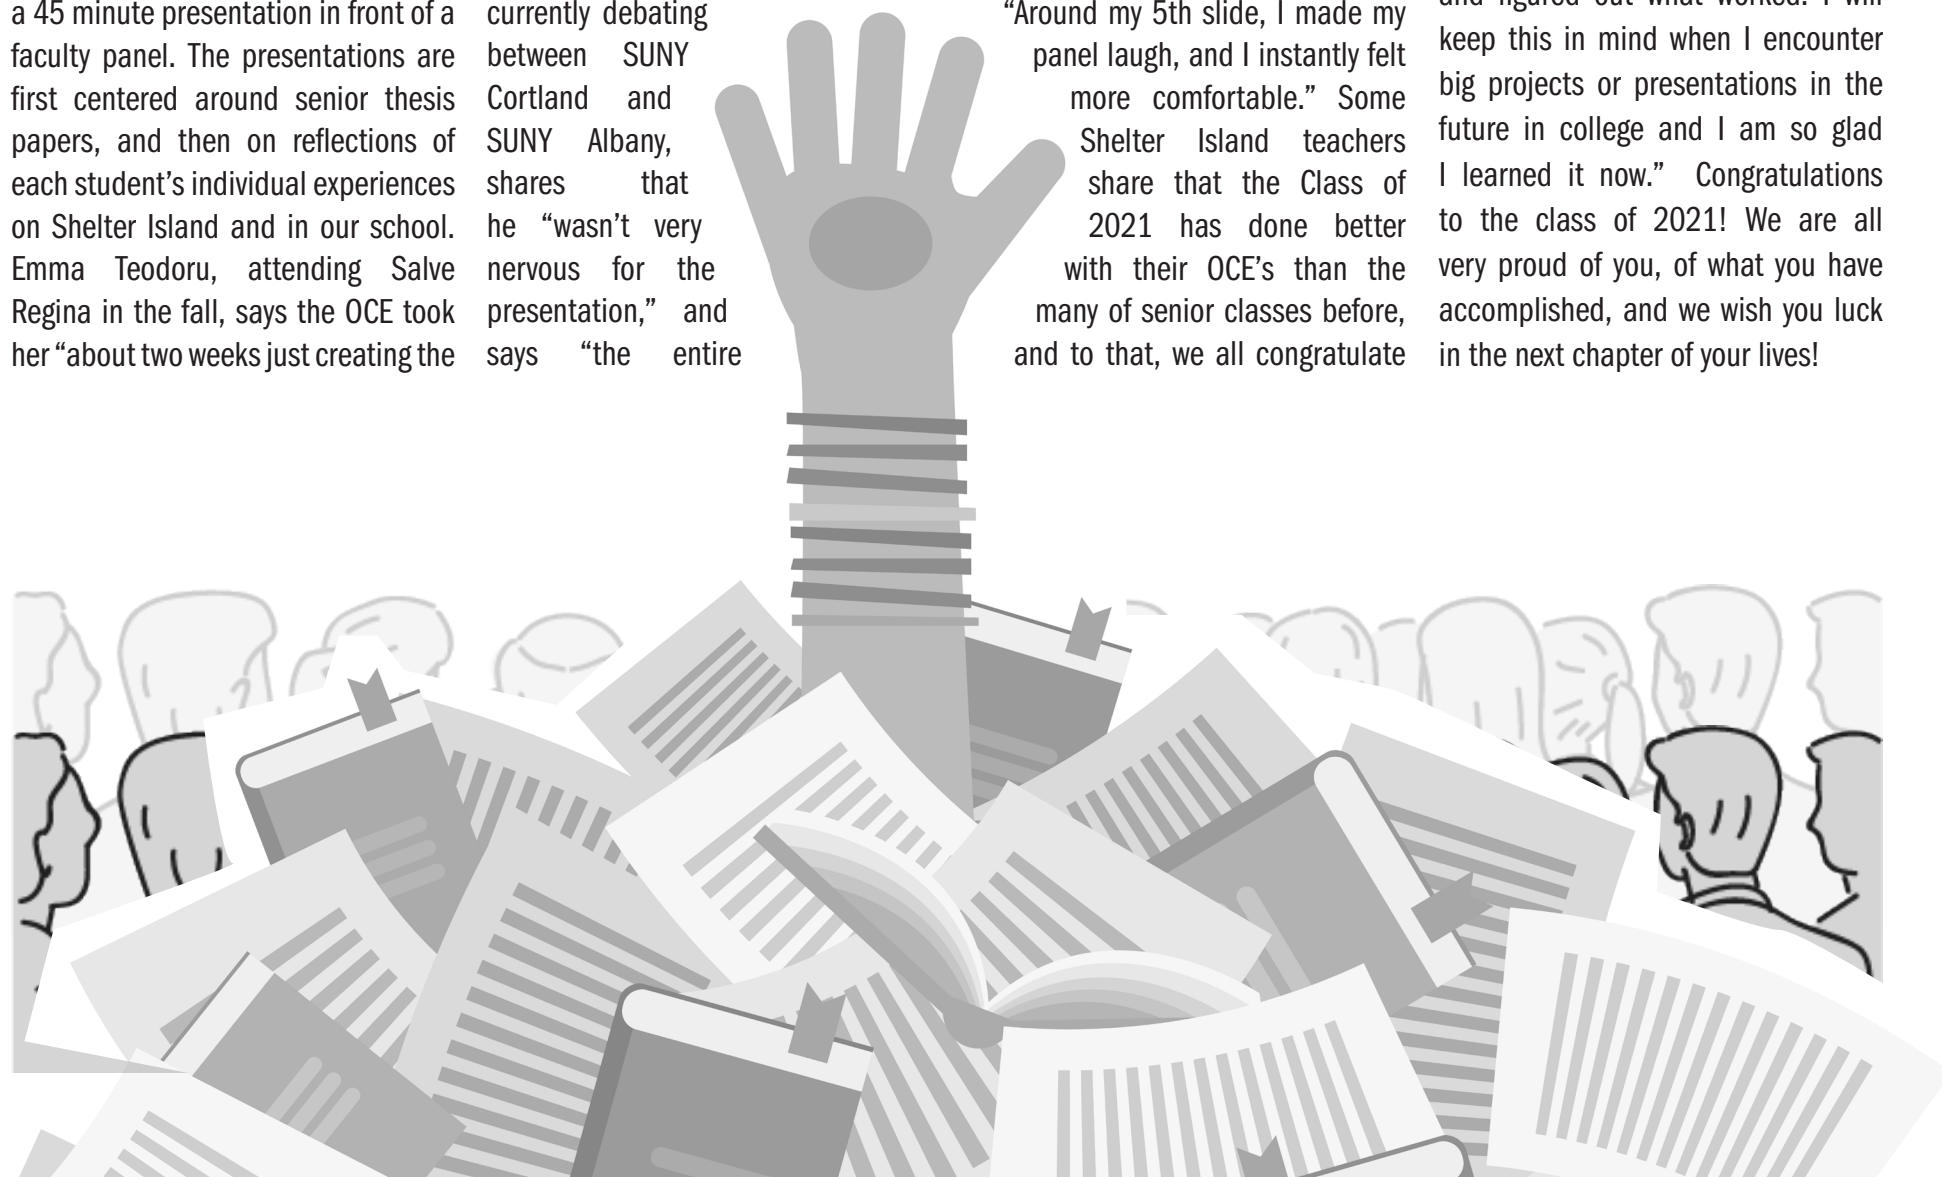 a 45 minute presentation in front of a
faculty panel. The presentations are
first centered around senior thesis
papers, and then on reflections of
each student’s individual experiences
on Shelter Island and in our school.
Emma Teodoru, attending Salve
Regina in the fall, says the OCE took
her “about two weeks just creating the
currently debating
between SUNY
Cortland and
SUNY Albany,
shares that
he “wasn’t very
nervous for the
presentation,” and
says “the entire
“Around my 5th slide, I made my
panel laugh, and I instantly felt
more comfortable.” Some
Shelter Island teachers
share that the Class of
2021 has done better
with their OCE’s than the
many of senior classes before,
and to that, we all congratulate
and figured out what worked. I will
keep this in mind when I encounter
big projects or presentations in the
future in college and I am so glad
I learned it now.” Congratulations
to the class of 2021! We are all
very proud of you, of what you have
accomplished, and we wish you luck
in the next chapter of your lives!